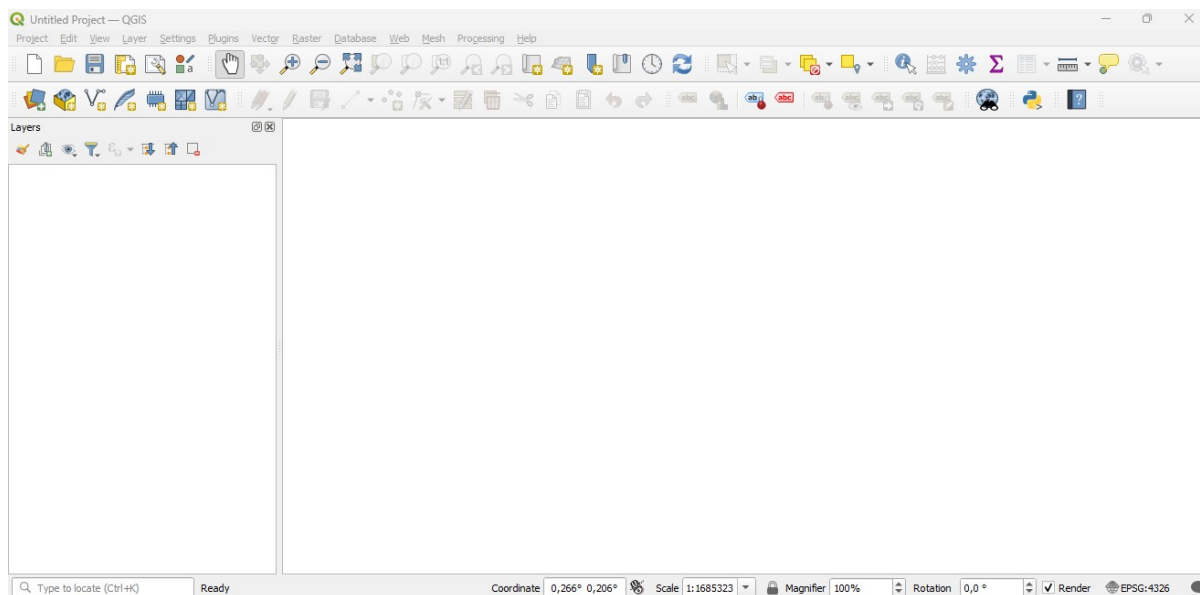 Untitled Project — QGIS
Project Edit View Layer Settings Plugins Vector Raster Database Web Mesh Processing Help
Layers
Type to locate (Ctrl+K) Ready Coordinate 0,266° 0,206° Scale 1:1685323 Magnifier 100% Rotation 0,0 ° Render EPSG:4326